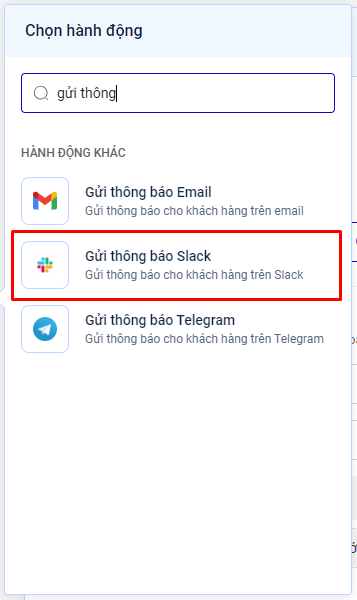 Chọn hành động
gửi thông
HÀNH ĐỘNG KHÁC
Gửi thông báo Email
Gửi thông báo cho khách hàng trên email
Gửi thông báo Slack
Gửi thông báo cho khách hàng trên Slack
Gửi thông báo Telegram
Gửi thông báo cho khách hàng trên Telegram